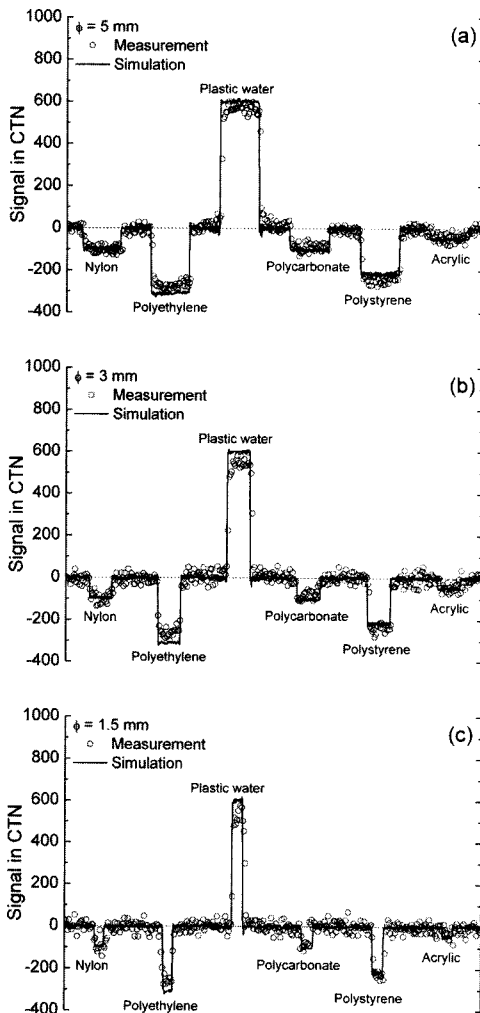 1000
ϕ = 5 mm
(a)
Measurement
Simulation
800
Plastic water
600
400
200
0
-200
-400
Signal in CTN
Nylon
Polycarbonate
Acrylic
Polyethylene
Polystyrene
1000
ϕ = 3 mm
(b)
Measurement
Simulation
800
Plastic water
600
400
200
0
-200
-400
Signal in CTN
Nylon
Polycarbonate
Acrylic
Polyethylene
Polystyrene
1000
ϕ = 1.5 mm
(c)
Measurement
Simulation
800
Plastic water
600
400
200
0
-200
-400
Signal in CTN
Nylon
Polycarbonate
Acrylic
Polyethylene
Polystyrene